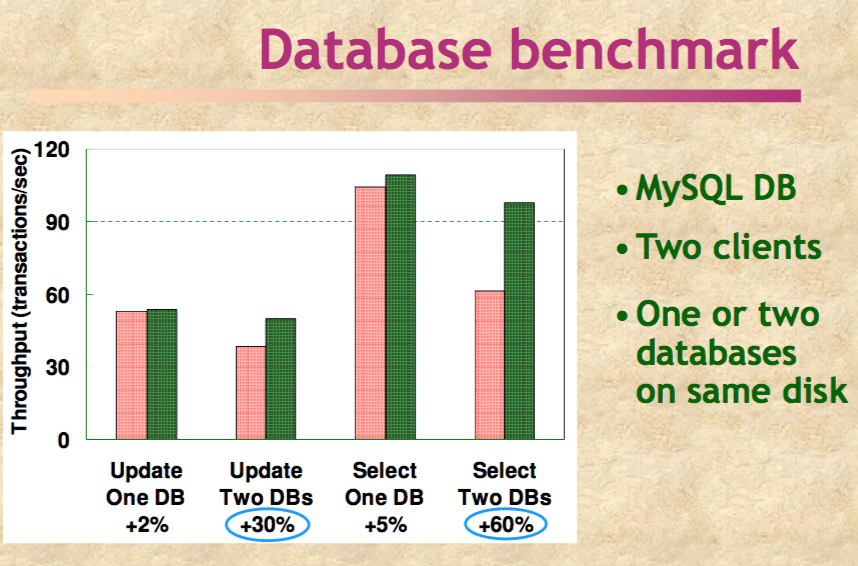 Database benchmark
Throughput (transactions/sec)
120
90
60
30
0
Update
One DB
+2%
Update
Two DBs
+30%
Select
One DB
+5%
Select
Two DBs
+60%
• MySQL DB
• Two clients
• One or two
databases
on same disk